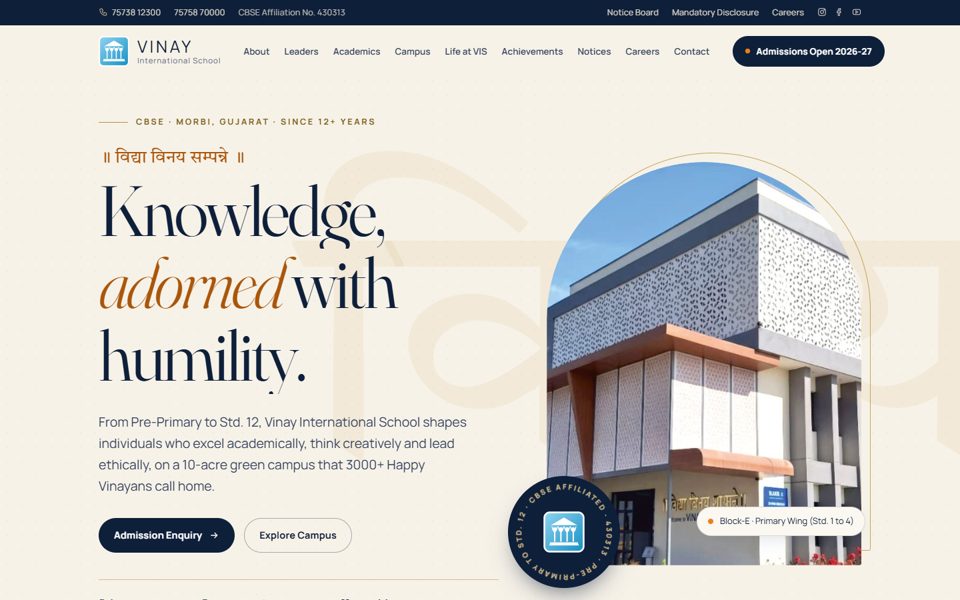 75738 12300 75758 70000 CBSE Affiliation No. 430313 Notice Board Mandatory Disclosure Careers
VINAY
International School
About Leaders Academics Campus Life at VIS Achievements Notices Careers Contact Admissions Open 2026-27
CBSE · MORBI, GUJARAT · SINCE 12+ YEARS
॥ विद्या विनय सम्पन्ने ॥
Knowledge,
adorned with
humility.
From Pre-Primary to Std. 12, Vinay International School shapes
individuals who excel academically, think creatively and lead
ethically, on a 10-acre green campus that 3000+ Happy
Vinayans call home.
Admission Enquiry →
Explore Campus
CBSE AFFILIATED · 430313 · PRE-PRIMARY TO STD. 12 ·
BLOCK-E
Block-E · Primary Wing (Std. 1 to 4)